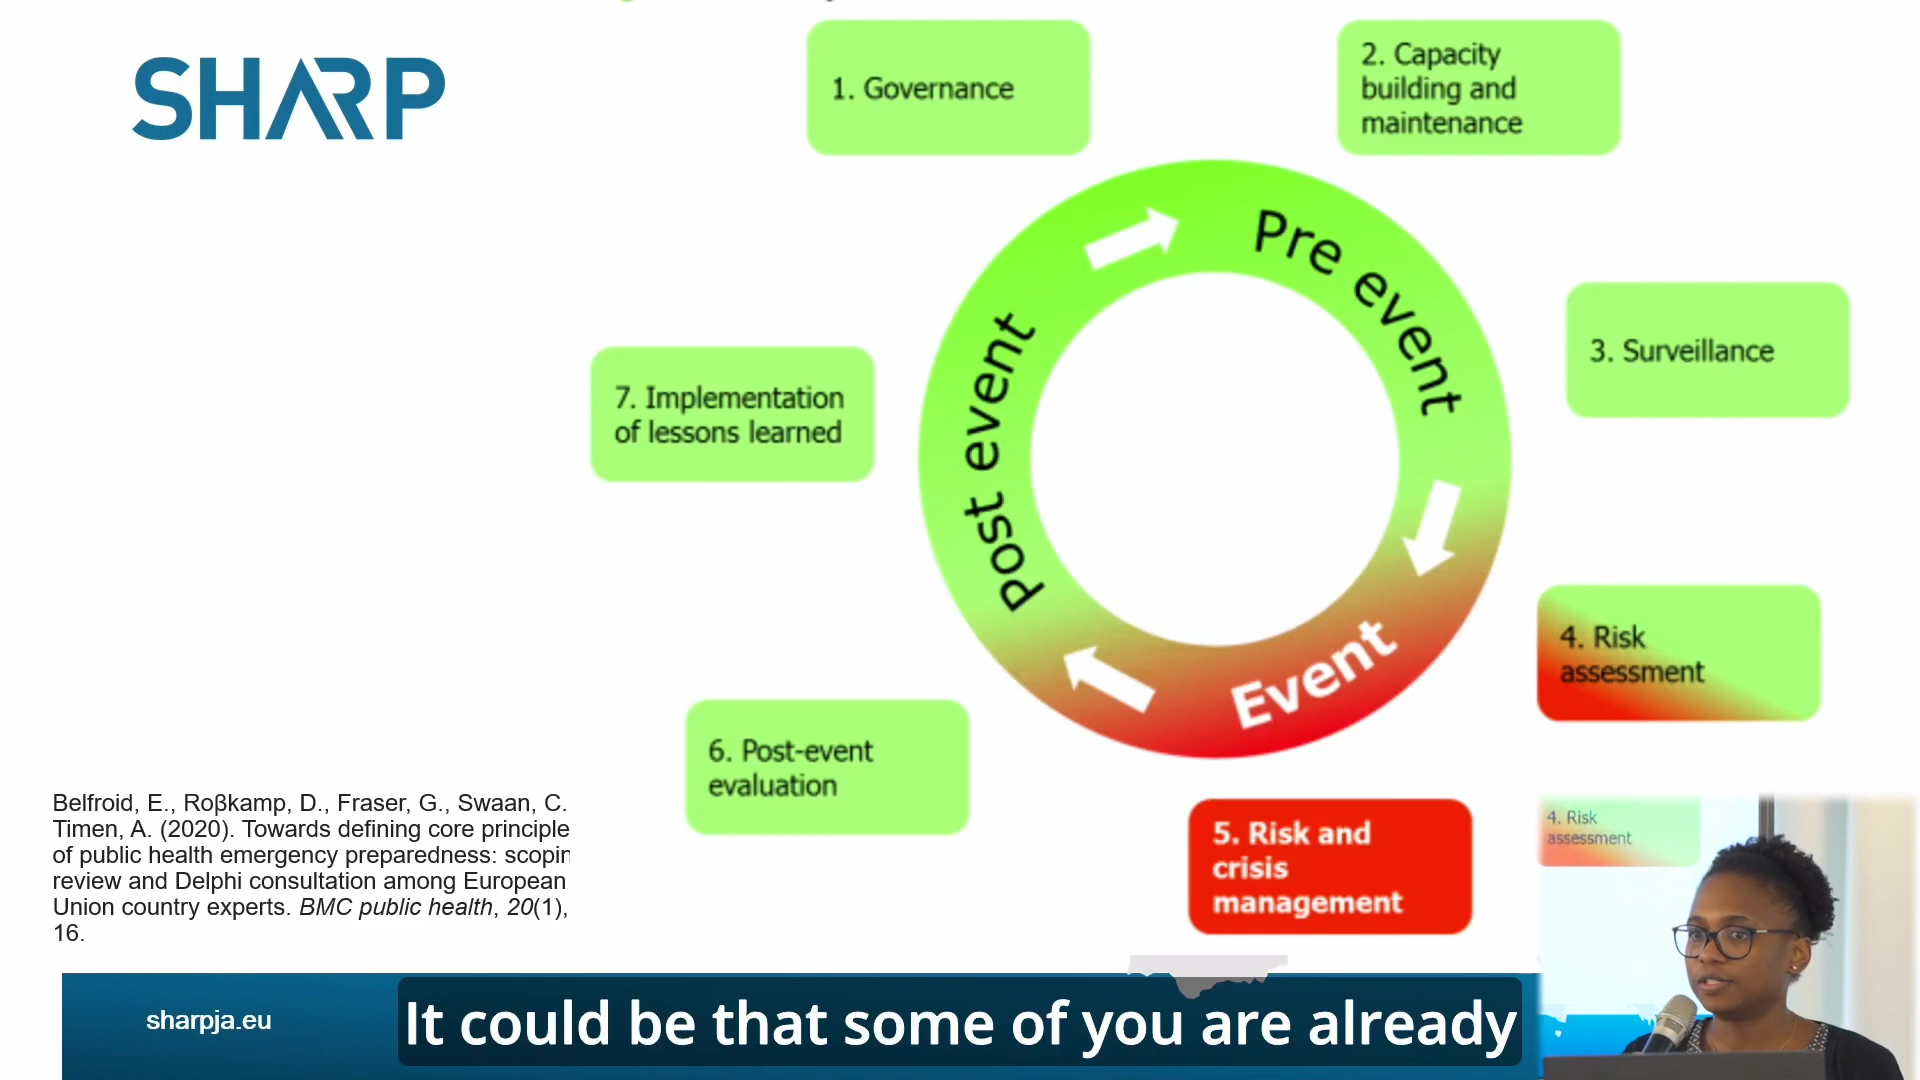 SHARP
1. Governance
2. Capacity
building and
maintenance
Pre event
3. Surveillance
Post event
7. Implementation
of lessons learned
4. Risk
assessment
Event
6. Post-event
evaluation
5. Risk and
crisis
management
Belfroid, E., Roβkamp, D., Fraser, G., Swaan, C.
Timen, A. (2020). Towards defining core principle
of public health emergency preparedness: scopin
review and Delphi consultation among European
Union country experts. BMC public health, 20(1),
16.
4. Risk
assessment
sharpja.eu
It could be that some of you are already